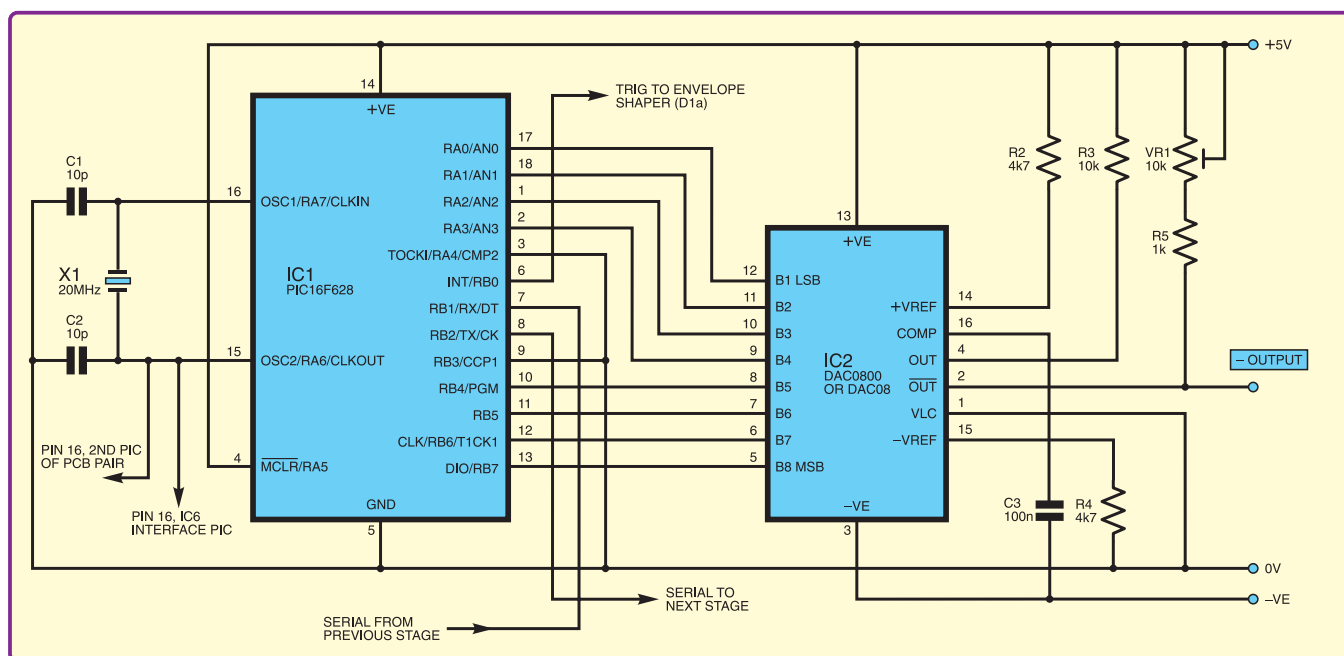 +5V
14
+VE
TRIG TO ENVELOPE
SHAPER (D1a)
C1
10p
16
OSC1/RA7/CLKIN
X1
20MHz
C2
10p
15
OSC2/RA6/CLKOUT
PIN 16, 2ND PIC
OF PCB PAIR
PIN 16, IC6
INTERFACE PIC
4
MCLR/RA5
IC1
PIC16F628
GND
5
RA0/AN0
17
RA1/AN1
18
RA2/AN2
1
RA3/AN3
2
TOCKI/RA4/CMP2
3
INT/RB0
6
RB1/RX/DT
7
RB2/TX/CK
8
RB3/CCP1
9
RB4/PGM
10
RB5
11
CLK/RB6/T1CK1
12
DIO/RB7
13
SERIAL TO
NEXT STAGE
SERIAL FROM
PREVIOUS STAGE
13
+VE
12
B1 LSB
11
B2
10
B3
9
B4
8
B5
7
B6
6
B7
5
B8 MSB
IC2
DAC0800
OR DAC08
−VE
3
+VREF
14
COMP
16
OUT
4
OUT
2
VLC
1
−VREF
15
R2
4k7
R3
10k
VR1
10k
R5
1k
C3
100n
R4
4k7
− OUTPUT
0V
−VE